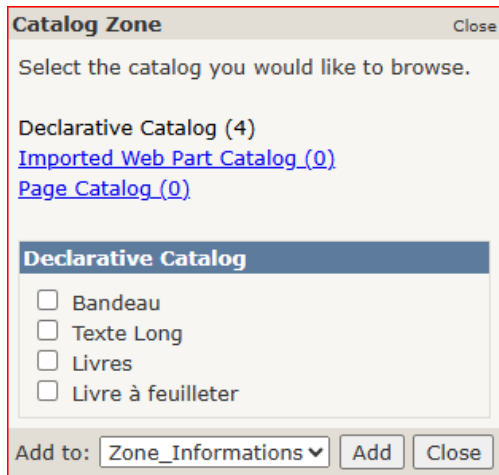 Catalog Zone Close
Select the catalog you would like to browse.
Declarative Catalog (4)
Imported Web Part Catalog (0)
Page Catalog (0)
Declarative Catalog
Bandeau
Texte Long
Livres
Livre à feuilleter
Add to: Zone_Informations Add Close